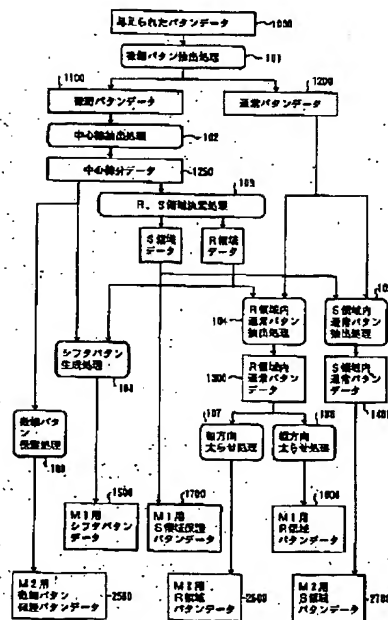 与えられたパタンデータ
1000
微細パタン抽出処理
101
1100
1200
微細パタンデータ
通常パタンデータ
中心線抽出処理
102
中心線分データ
1250
103
R、S領域決定処理
S領域
データ
R領域
データ
シフタパタン
生成処理
R領域内
通常パタン
抽出処理
104
S領域内
通常パタン
抽出処理
1300
R領域内
通常パタン
データ
S領域内
通常パタン
データ
微細パタン
保護処理
107
太らせ処理
太らせ処理
1500
M1用
シフタパタン
データ
1700
M1用
S領域保護
パタンデータ
M1用
R領域
パタンデータ
M2用
微細パタン
保護パタンデータ
2500
M2用
R領域
パタンデータ
M2用
S領域
パタンデータ